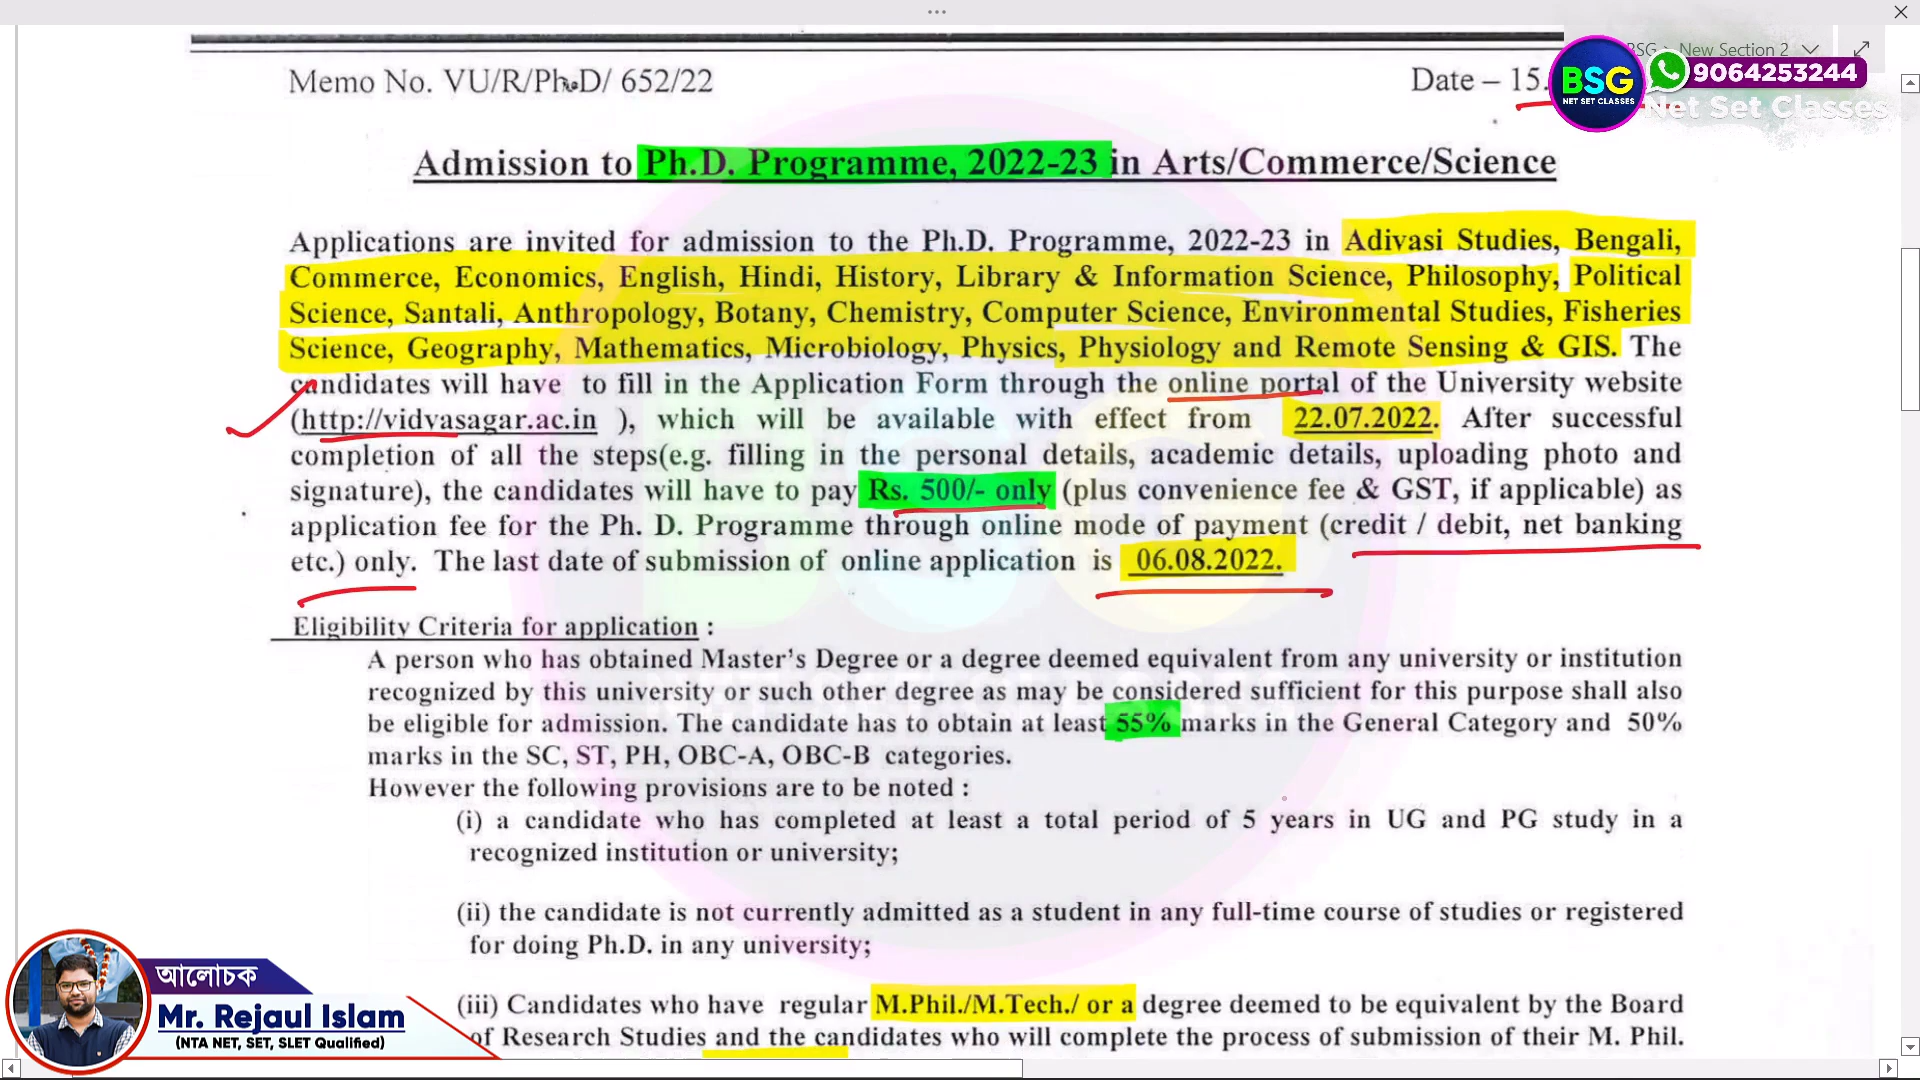 BSG > New Section 2
BSG
NET SET CLASSES
9064253244
Net Set Classes
Memo No. VU/R/Ph.D/ 652/22
Date – 15.
Admission to Ph.D. Programme, 2022-23 in Arts/Commerce/Science
Applications are invited for admission to the Ph.D. Programme, 2022-23 in Adivasi Studies, Bengali,
Commerce, Economics, English, Hindi, History, Library & Information Science, Philosophy, Political
Science, Santali, Anthropology, Botany, Chemistry, Computer Science, Environmental Studies, Fisheries
Science, Geography, Mathematics, Microbiology, Physics, Physiology and Remote Sensing & GIS. The
candidates will have to fill in the Application Form through the online portal of the University website
(http://vidyasagar.ac.in ), which will be available with effect from 22.07.2022. After successful
completion of all the steps(e.g. filling in the personal details, academic details, uploading photo and
signature), the candidates will have to pay Rs. 500/- only (plus convenience fee & GST, if applicable) as
application fee for the Ph. D. Programme through online mode of payment (credit / debit, net banking
etc.) only. The last date of submission of online application is 06.08.2022.
Eligibility Criteria for application :
A person who has obtained Master's Degree or a degree deemed equivalent from any university or institution
recognized by this university or such other degree as may be considered sufficient for this purpose shall also
be eligible for admission. The candidate has to obtain at least 55% marks in the General Category and 50%
marks in the SC, ST, PH, OBC-A, OBC-B categories.
However the following provisions are to be noted :
(i) a candidate who has completed at least a total period of 5 years in UG and PG study in a
recognized institution or university;
(ii) the candidate is not currently admitted as a student in any full-time course of studies or registered
for doing Ph.D. in any university;
(iii) Candidates who have regular M.Phil./M.Tech./ or a degree deemed to be equivalent by the Board
of Research Studies and the candidates who will complete the process of submission of their M. Phil.
আলোচক
Mr. Rejaul Islam
(NTA NET, SET, SLET Qualified)